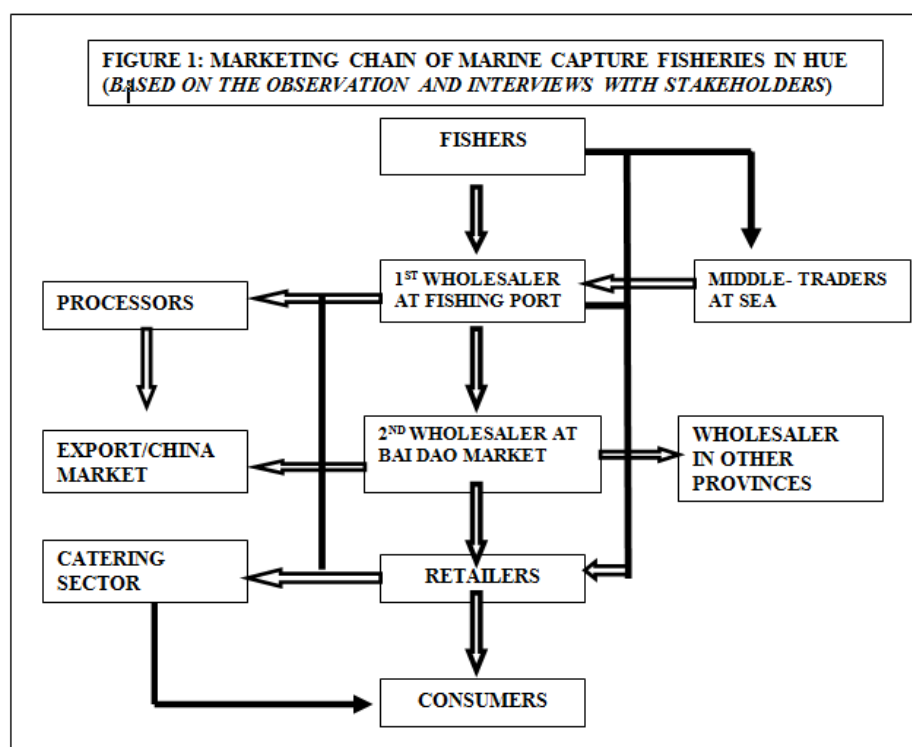 FIGURE 1: MARKETING CHAIN OF MARINE CAPTURE FISHERIES IN HUE
(BASED ON THE OBSERVATION AND INTERVIEWS WITH STAKEHOLDERS)
FISHERS
1ST WHOLESALER
AT FISHING PORT
MIDDLE- TRADERS
AT SEA
PROCESSORS
2ND WHOLESALER AT
BAI DAO MARKET
EXPORT/CHINA
MARKET
WHOLESALER
IN OTHER
PROVINCES
CATERING
SECTOR
RETAILERS
CONSUMERS